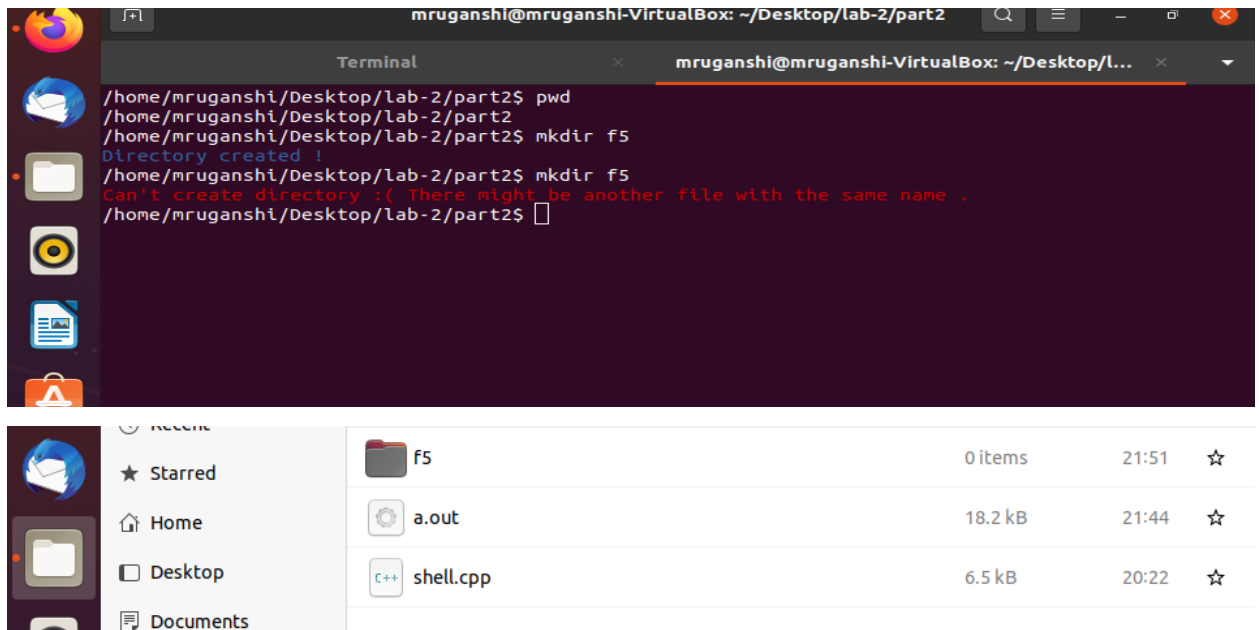 mruganshi@mruganshi-VirtualBox: ~/Desktop/lab-2/part2
Terminal
mruganshi@mruganshi-VirtualBox: ~/Desktop/l...
/home/mruganshi/Desktop/lab-2/part2$ pwd
/home/mruganshi/Desktop/lab-2/part2
/home/mruganshi/Desktop/lab-2/part2$ mkdir f5
Directory created !
/home/mruganshi/Desktop/lab-2/part2$ mkdir f5
Can't create directory :( There might be another file with the same name .
/home/mruganshi/Desktop/lab-2/part2$
Recent
f5 0 items 21:51
Starred
a.out 18.2 kB 21:44
Home
Desktop
C++ shell.cpp 6.5 kB 20:22
Documents